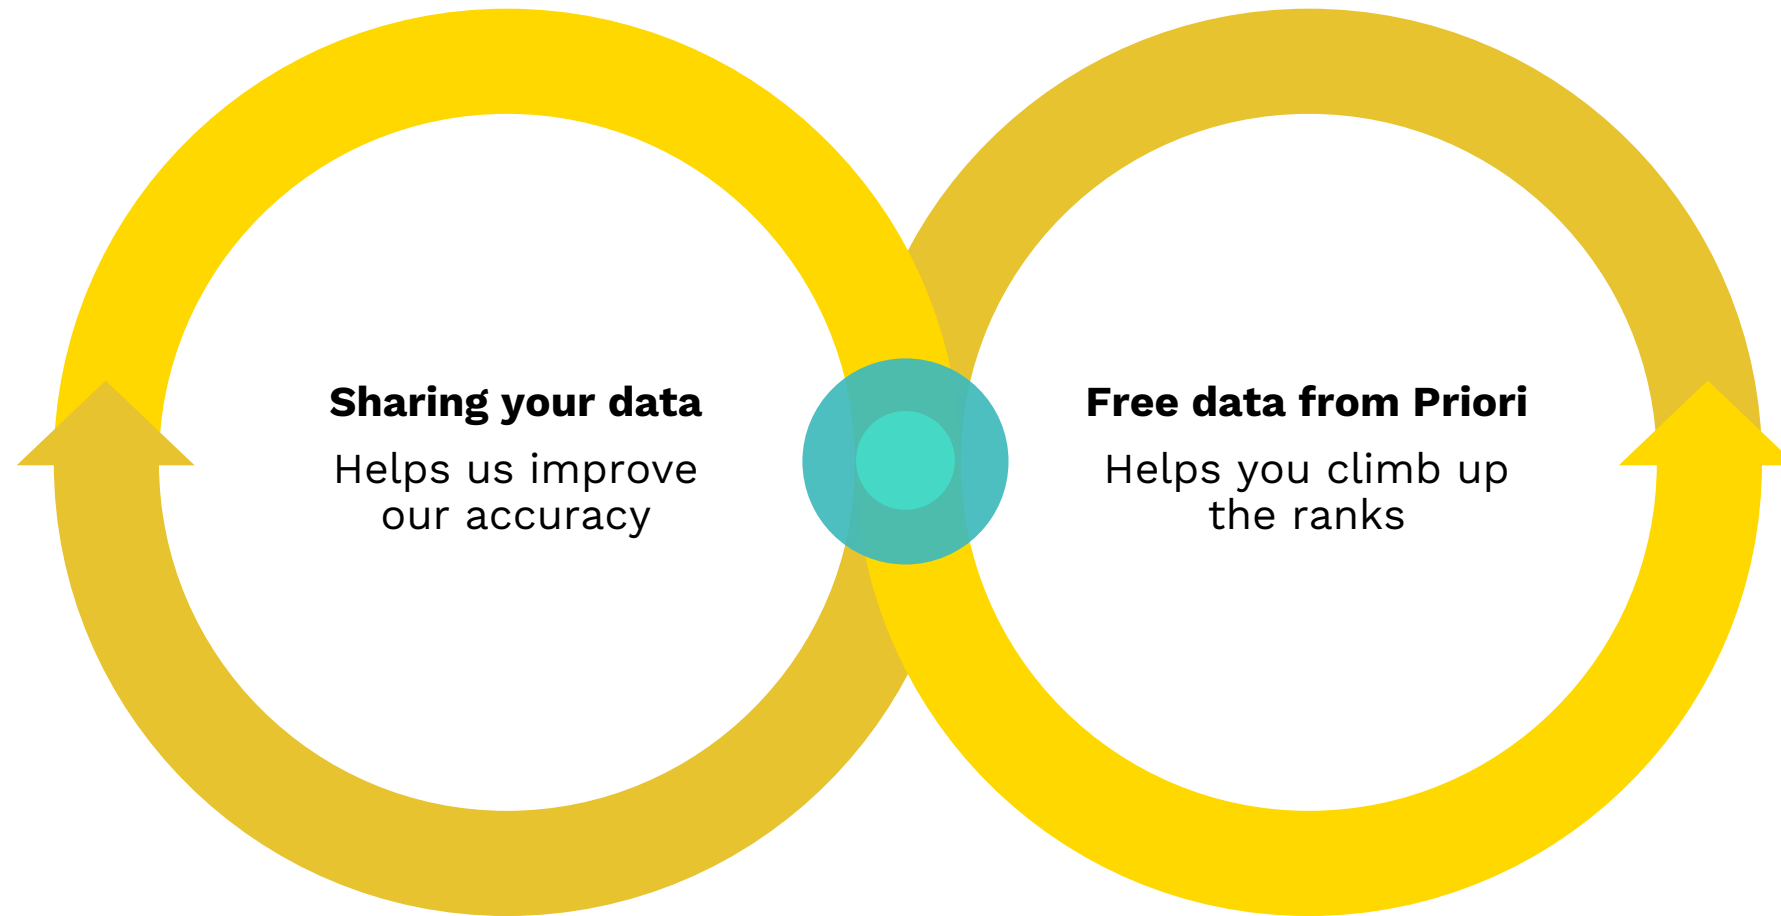 Sharing your data
Helps us improve
our accuracy
Free data from Priori
Helps you climb up
the ranks